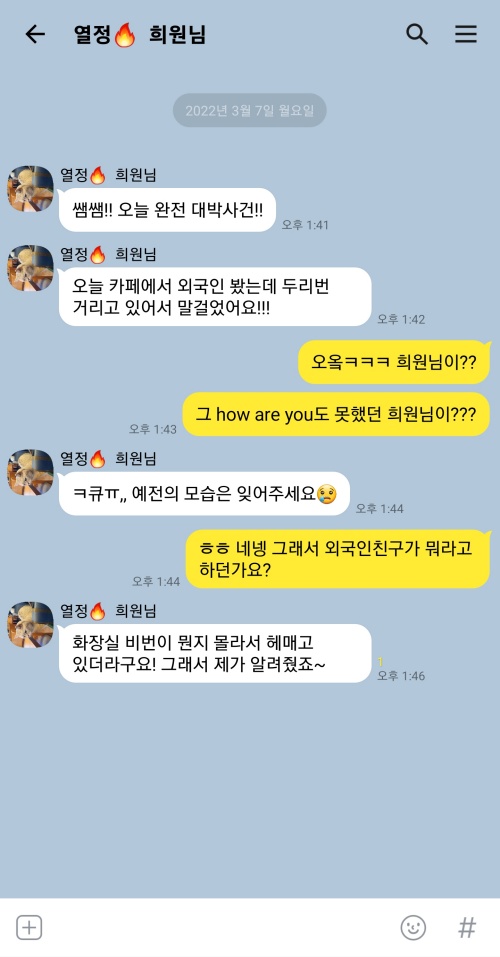 열정🔥 희원님
2022년 3월 7일 월요일
열정🔥 희원님
쌤쌤!! 오늘 완전 대박사건!!
오후 1:41
열정🔥 희원님
오늘 카페에서 외국인 봤는데 두리번
거리고 있어서 말걸었어요!!!
오후 1:42
오옼ㅋㅋㅋ 희원님이??
그 how are you도 못했던 희원님이???
오후 1:43
열정🔥 희원님
ㅋ큐ㅠ,, 예전의 모습은 잊어주세요😢
오후 1:44
ㅎㅎ 네넹 그래서 외국인친구가 뭐라고
하던가요?
오후 1:44
열정🔥 희원님
화장실 비번이 뭔지 몰라서 헤매고
있더라구요! 그래서 제가 알려줬죠~
1
오후 1:46
#